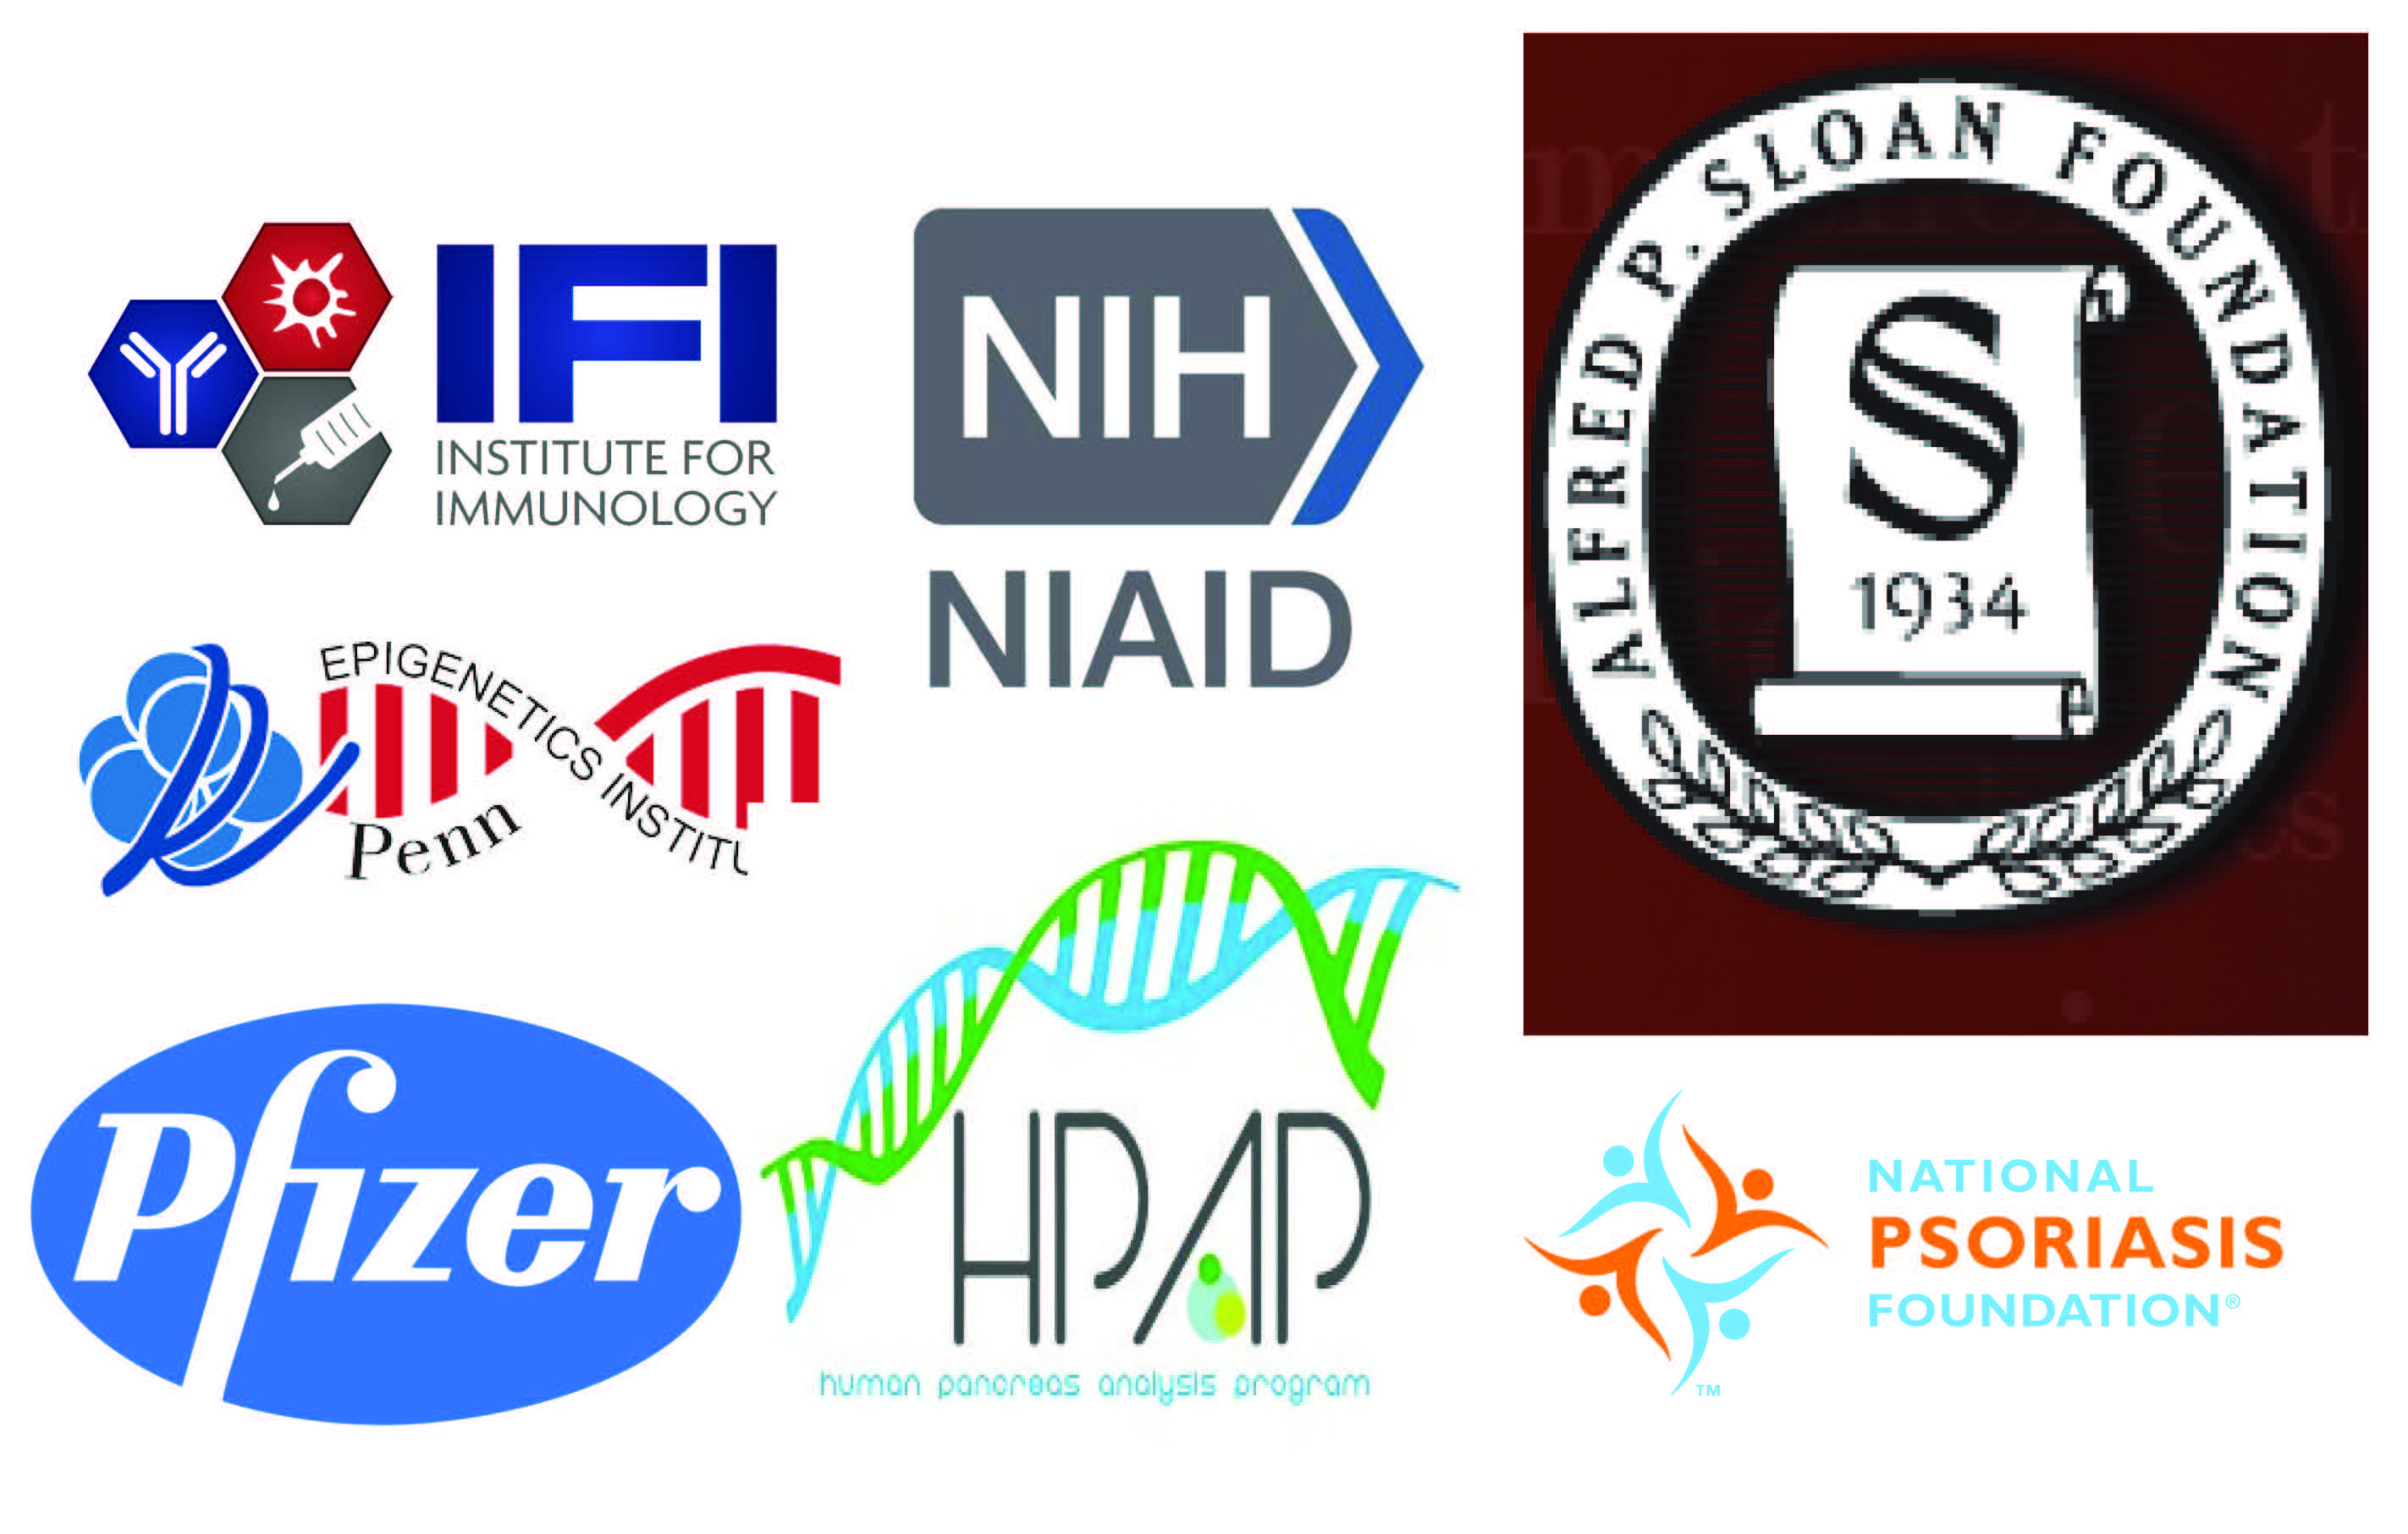 IFI
INSTITUTE FOR
IMMUNOLOGY
NIH
NIAID
ALFRED P. SLOAN FOUNDATION
S
1934
EPIGENETICS INSTITU
Penn
Pfizer
HPAP
human pancreas analysis program
NATIONAL
PSORIASIS
FOUNDATION®
TM